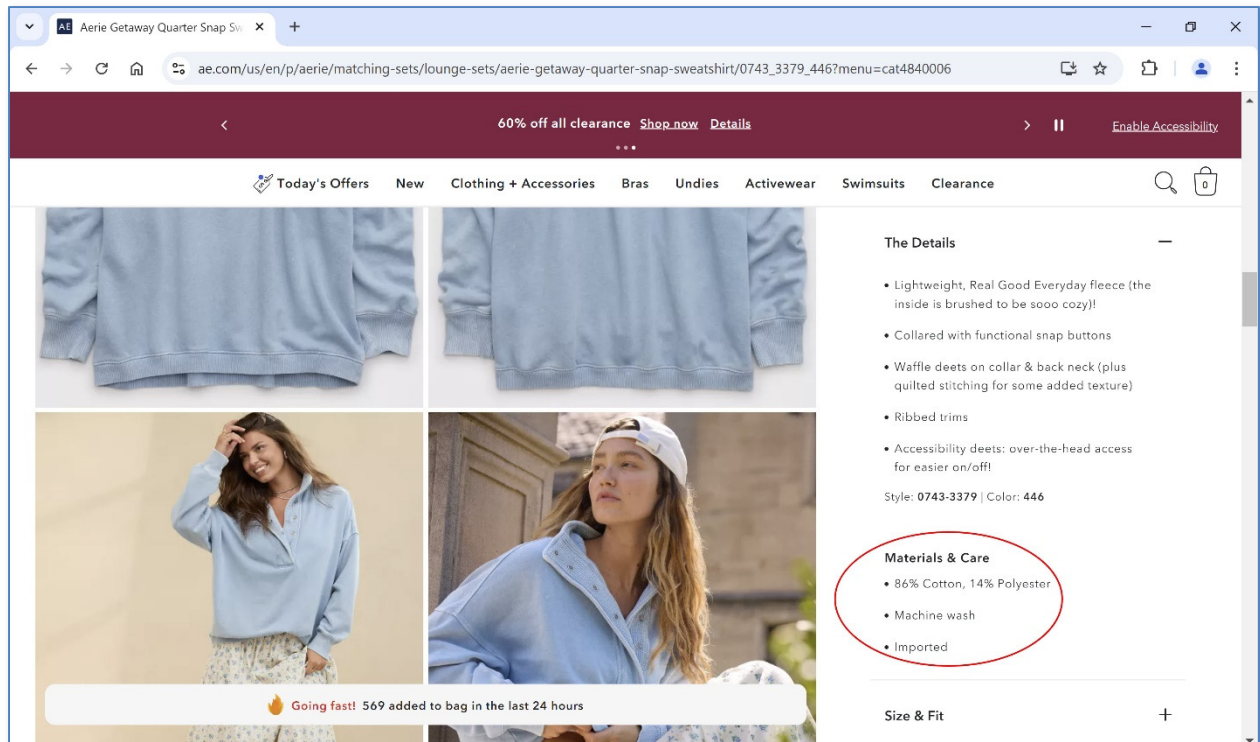 AE Aerie Getaway Quarter Snap Sw
ae.com/us/en/p/aerie/matching-sets/lounge-sets/aerie-getaway-quarter-snap-sweatshirt/0743_3379_446?menu=cat4840006
60% off all clearance Shop now Details
Enable Accessibility
Today's Offers New Clothing + Accessories Bras Undies Activewear Swimsuits Clearance
0
The Details
• Lightweight, Real Good Everyday fleece (the
inside is brushed to be sooo cozy)!
• Collared with functional snap buttons
• Waffle deets on collar & back neck (plus
quilted stitching for some added texture)
• Ribbed trims
• Accessibility deets: over-the-head access
for easier on/off!
Style: 0743-3379 | Color: 446
Materials & Care
• 86% Cotton, 14% Polyester
• Machine wash
• Imported
Going fast! 569 added to bag in the last 24 hours
Size & Fit